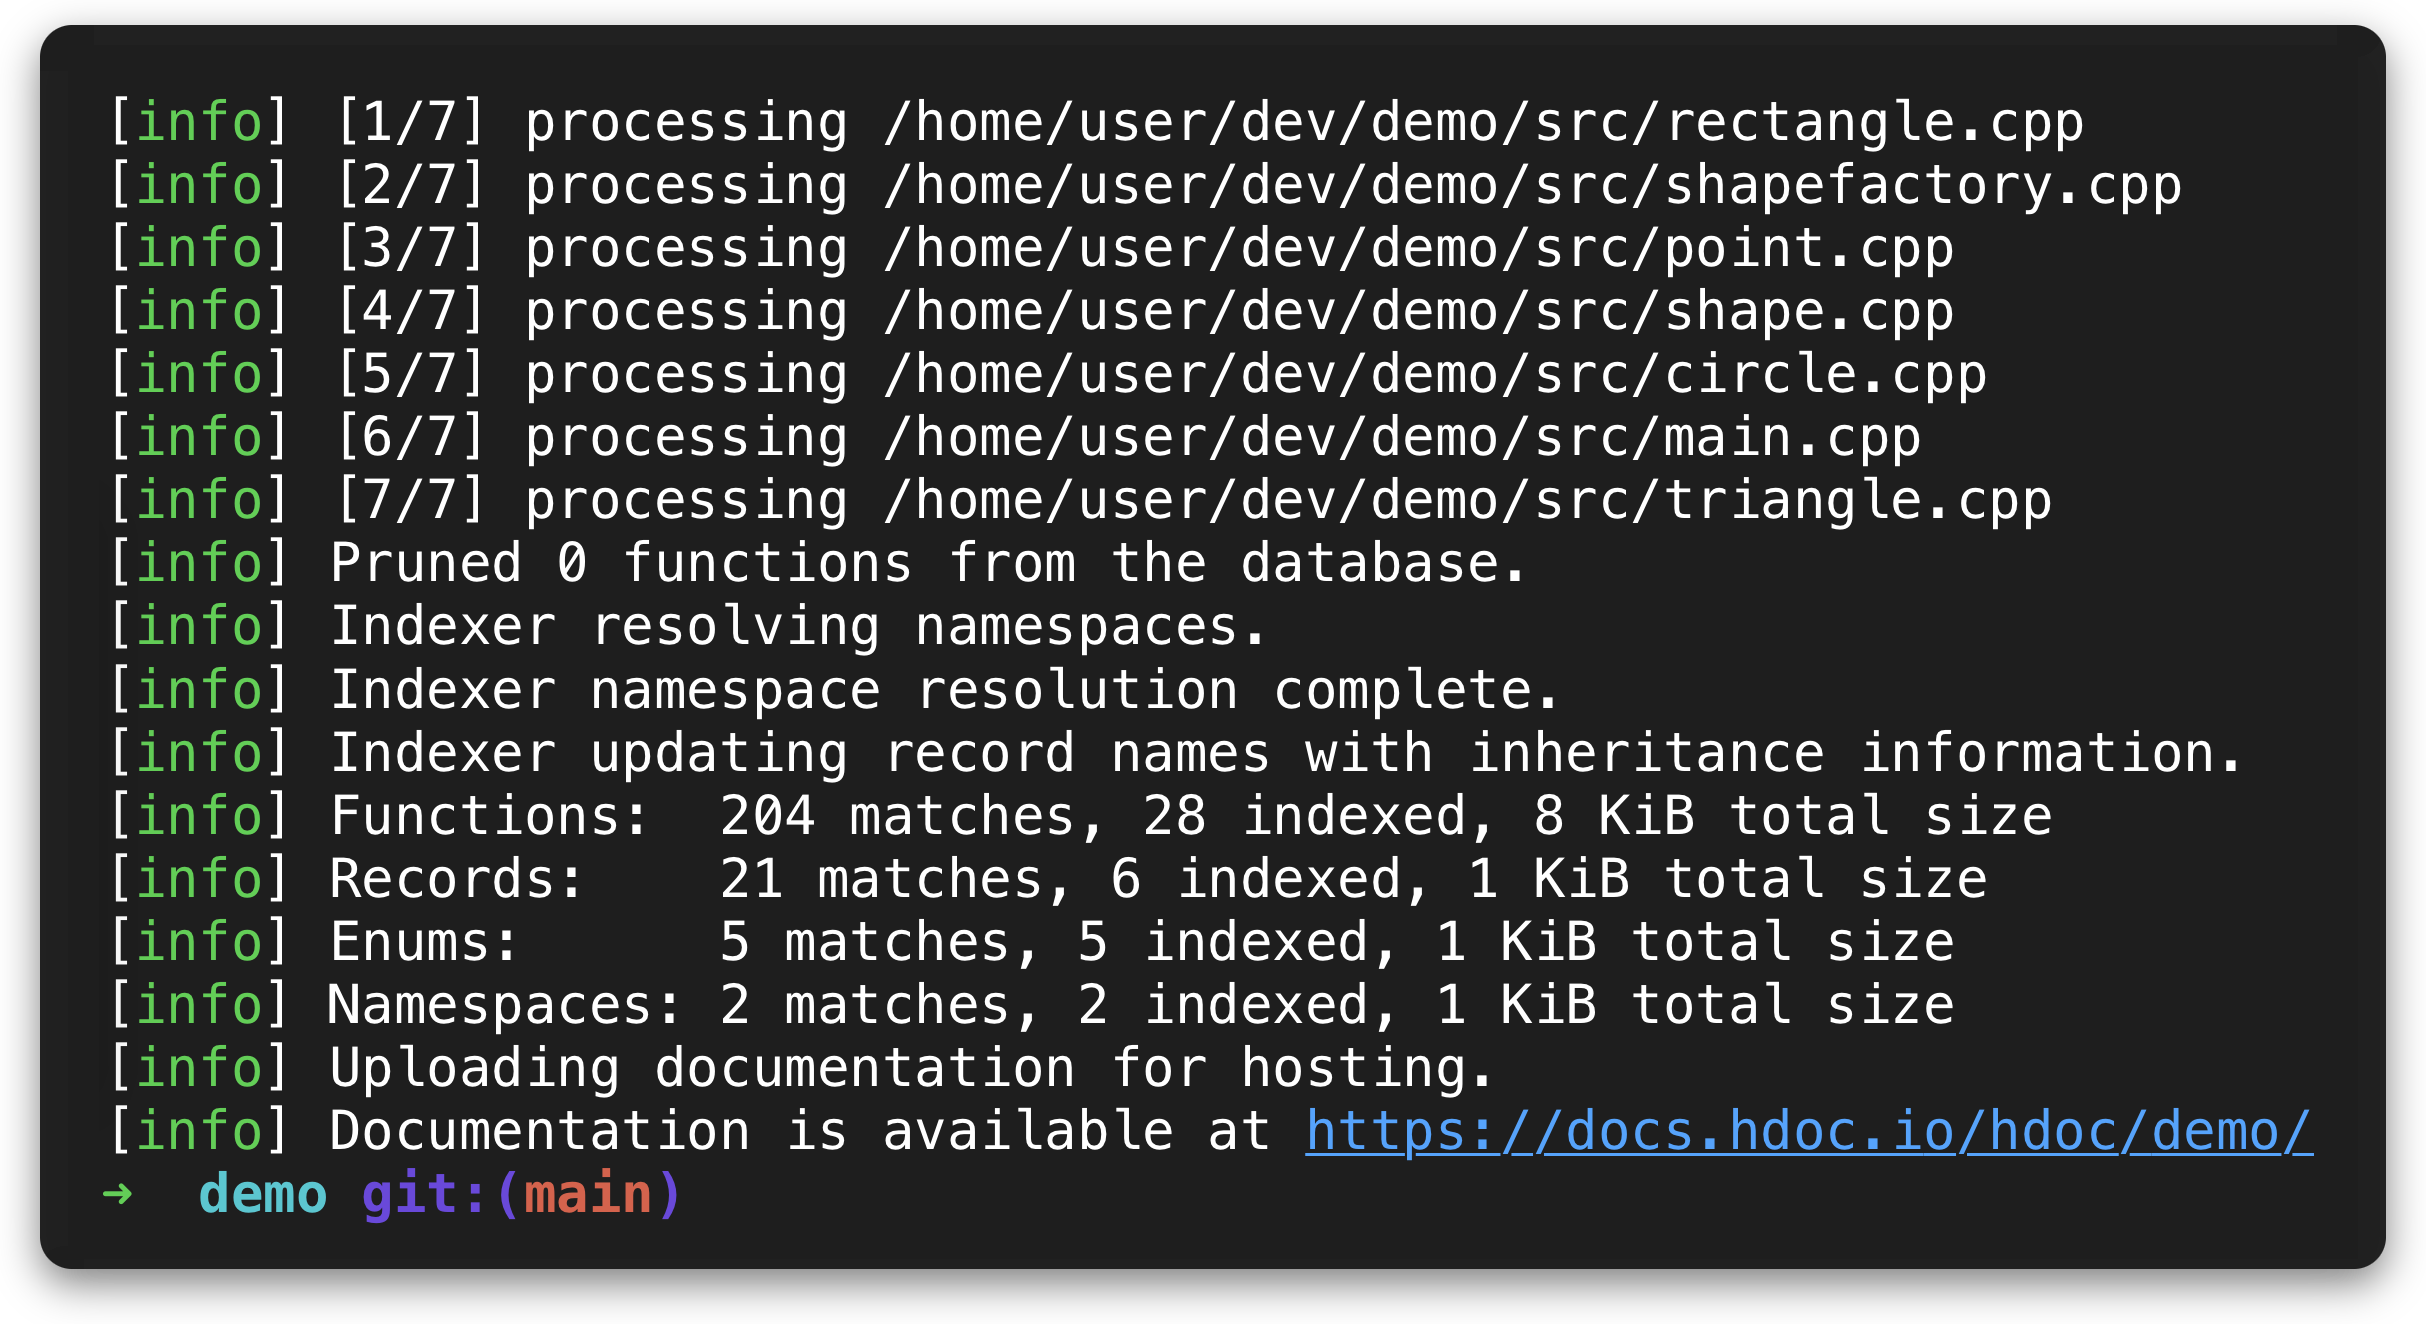 [info] [1/7] processing /home/user/dev/demo/src/rectangle.cpp
[info] [2/7] processing /home/user/dev/demo/src/shapefactory.cpp
[info] [3/7] processing /home/user/dev/demo/src/point.cpp
[info] [4/7] processing /home/user/dev/demo/src/shape.cpp
[info] [5/7] processing /home/user/dev/demo/src/circle.cpp
[info] [6/7] processing /home/user/dev/demo/src/main.cpp
[info] [7/7] processing /home/user/dev/demo/src/triangle.cpp
[info] Pruned 0 functions from the database.
[info] Indexer resolving namespaces.
[info] Indexer namespace resolution complete.
[info] Indexer updating record names with inheritance information.
[info] Functions:  204 matches, 28 indexed, 8 KiB total size
[info] Records:    21 matches, 6 indexed, 1 KiB total size
[info] Enums:      5 matches, 5 indexed, 1 KiB total size
[info] Namespaces: 2 matches, 2 indexed, 1 KiB total size
[info] Uploading documentation for hosting.
[info] Documentation is available at https://docs.hdoc.io/hdoc/demo/
➜  demo git:(main)